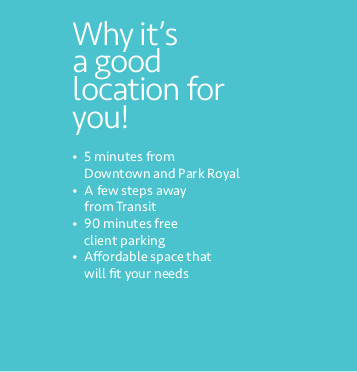 Why it's
a good
location for
you!
• 5 minutes from
Downtown and Park Royal
• A few steps away
from Transit
• 90 minutes free
client parking
• Affordable space that
will fit your needs